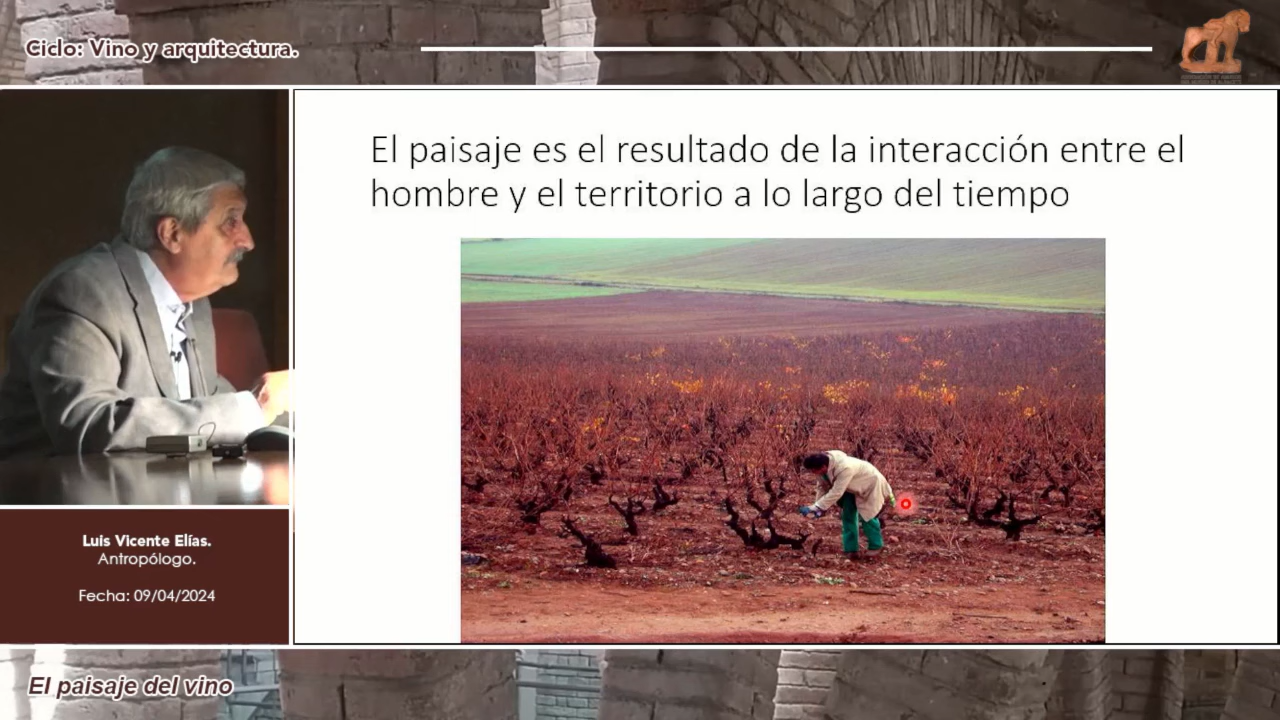 Ciclo: Vino y arquitectura.
El paisaje es el resultado de la interacción entre el
hombre y el territorio a lo largo del tiempo
Luis Vicente Elías.
Antropólogo.
Fecha: 09/04/2024
El paisaje del vino